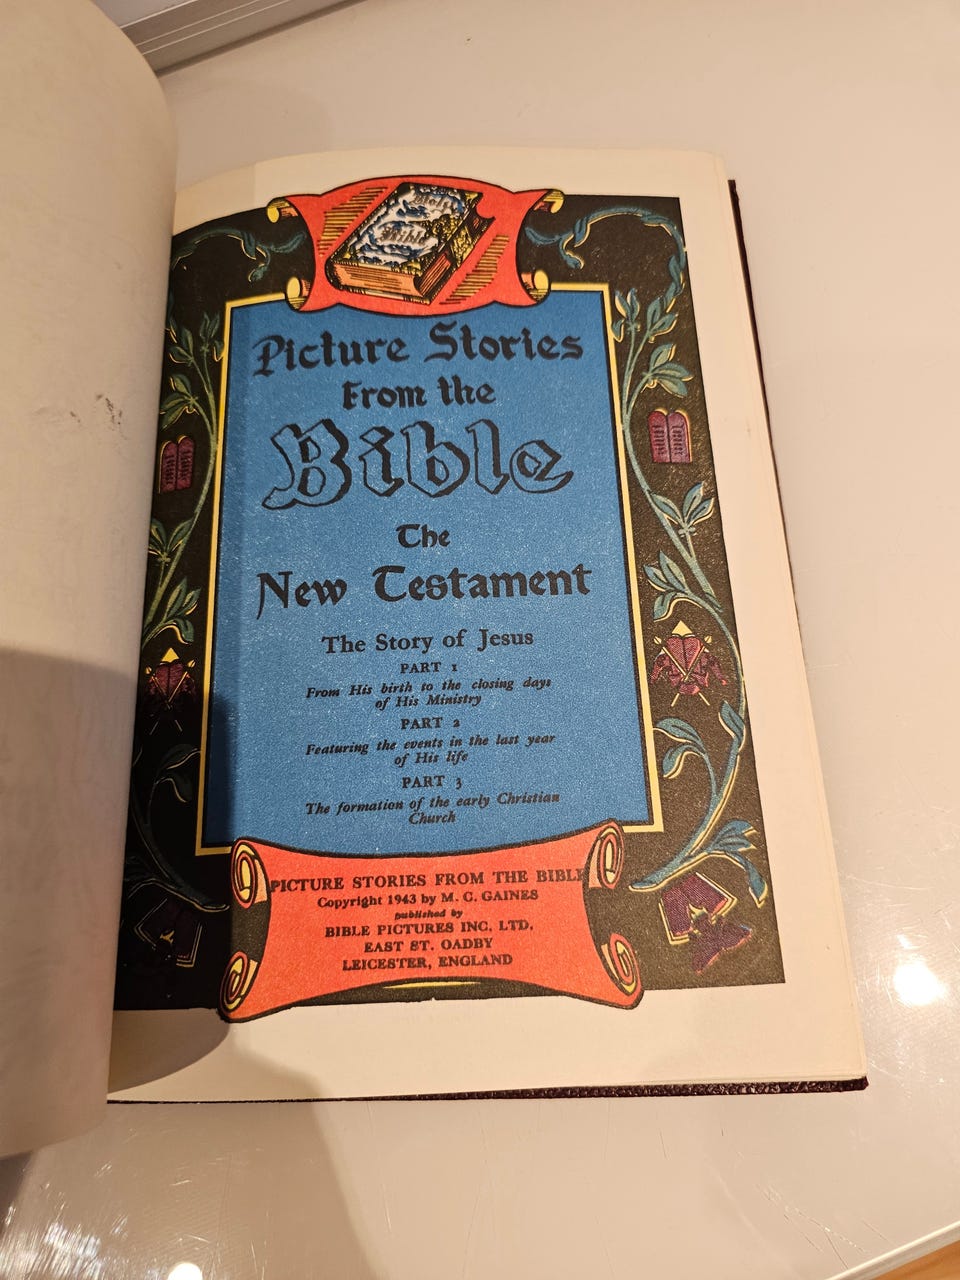 Holy
Bible
Picture Stories
from the
Bible
The
New Testament
The Story of Jesus
PART 1
From His birth to the closing days
of His Ministry
PART 2
Featuring the events in the last year
of His life
PART 3
The formation of the early Christian
Church
PICTURE STORIES FROM THE BIBLE
Copyright 1943 by M. C. GAINES
published by
BIBLE PICTURES INC. LTD.
EAST ST. OADBY
LEICESTER, ENGLAND